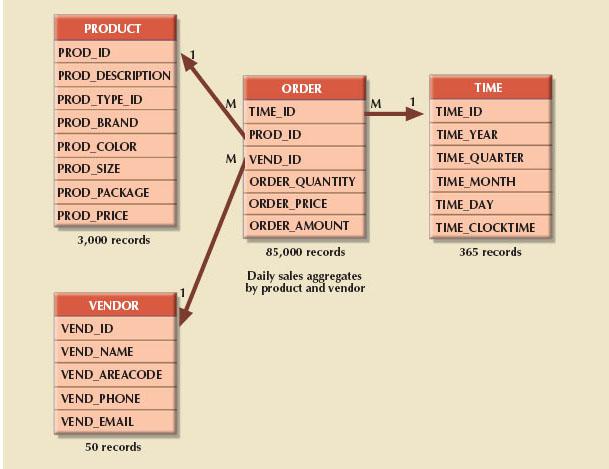 PRODUCT
PROD_ID
PROD_DESCRIPTION
PROD_TYPE_ID
PROD_BRAND
PROD_COLOR
PROD_SIZE
PROD_PACKAGE
PROD_PRICE
3,000 records
1
M
ORDER
TIME_ID
PROD_ID
VEND_ID
ORDER_QUANTITY
ORDER_PRICE
ORDER_AMOUNT
85,000 records
Daily sales aggregates
by product and vendor
M
1
TIME
TIME_ID
TIME_YEAR
TIME_QUARTER
TIME_MONTH
TIME_DAY
TIME_CLOCKTIME
365 records
M
1
VENDOR
VEND_ID
VEND_NAME
VEND_AREACODE
VEND_PHONE
VEND_EMAIL
50 records